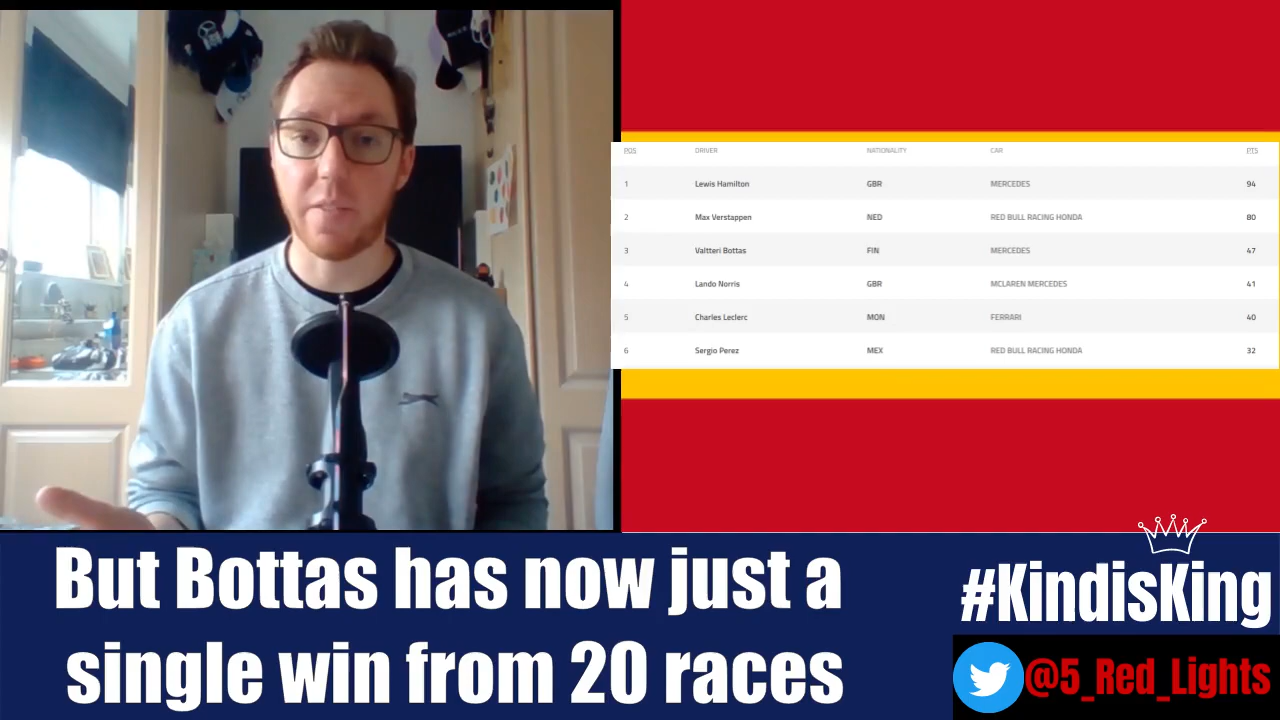 POS DRIVER NATIONALITY CAR PTS
1 Lewis Hamilton GBR MERCEDES 94
2 Max Verstappen NED RED BULL RACING HONDA 80
3 Valtteri Bottas FIN MERCEDES 47
4 Lando Norris GBR MCLAREN MERCEDES 41
5 Charles Leclerc MON FERRARI 40
6 Sergio Perez MEX RED BULL RACING HONDA 32
But Bottas has now just a
single win from 20 races
#KindisKing
@5_Red_Lights